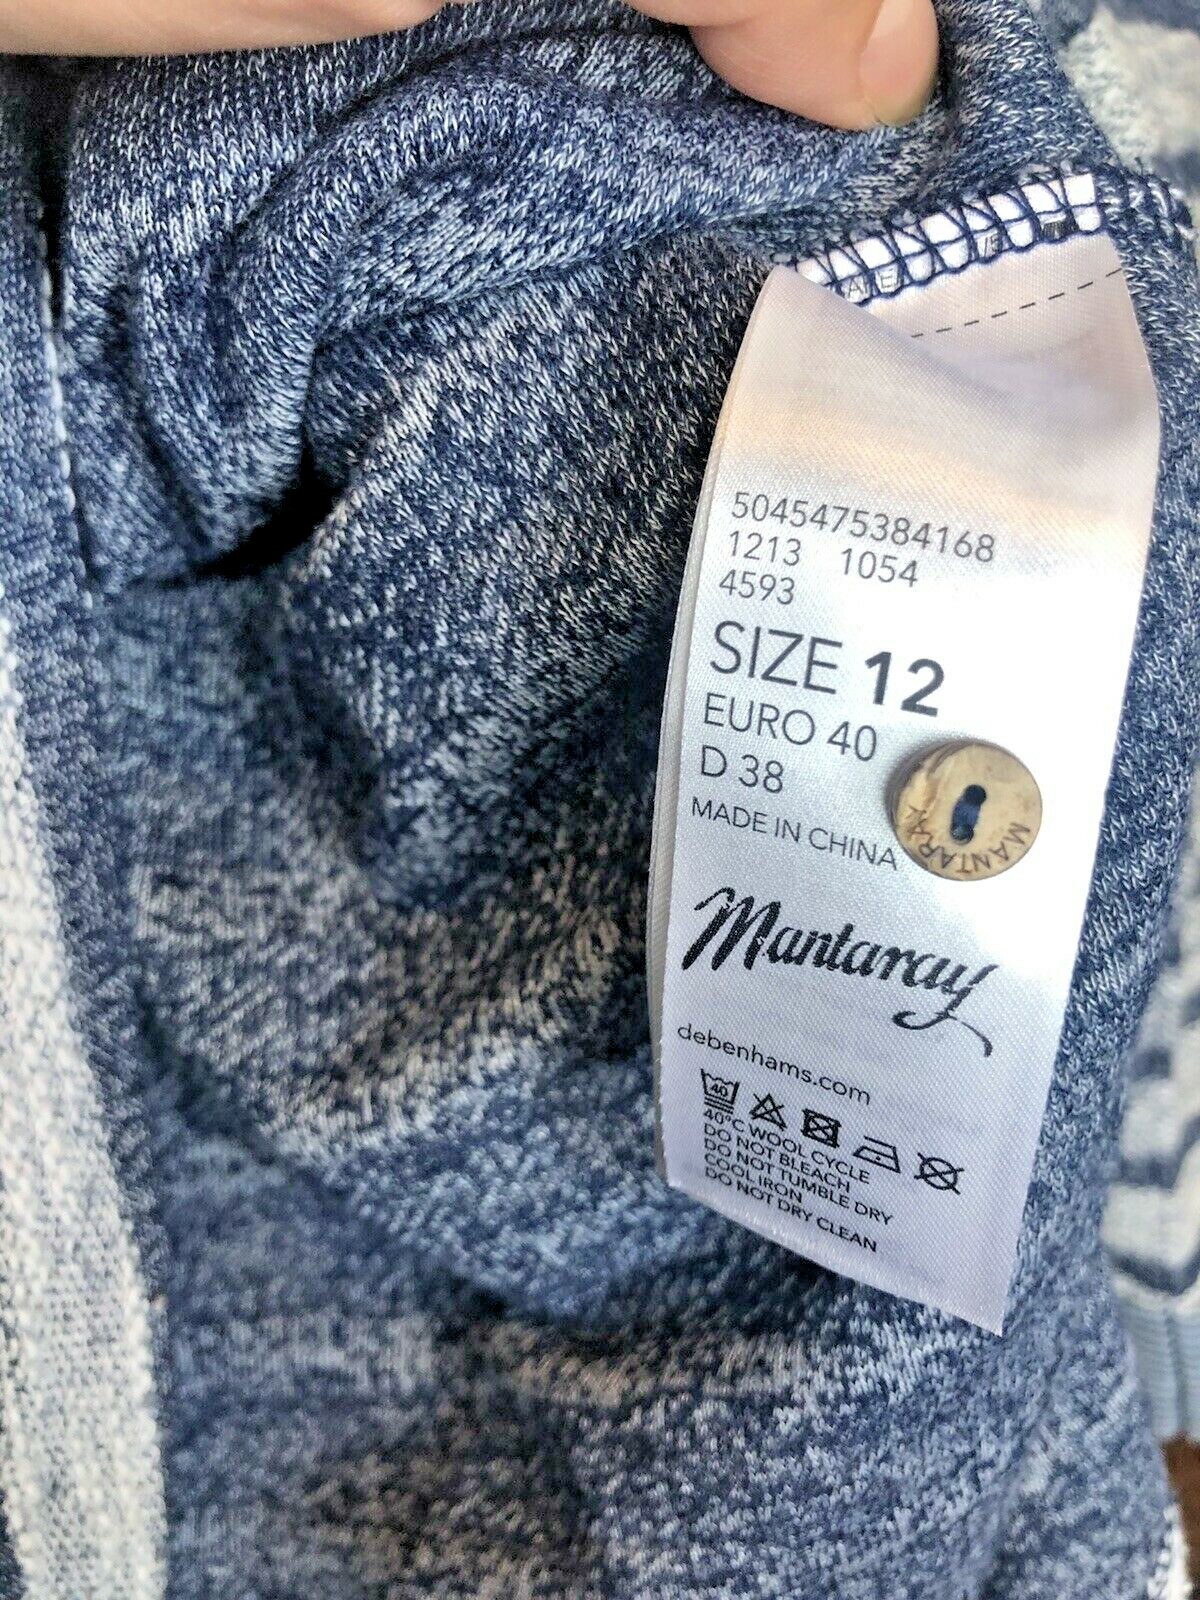 5045475384168
1213 1054
4593
SIZE 12
EURO 40
D 38
MADE IN CHINA
MANTARAY
Mantaray
debenhams.com
40
40°C WOOL CYCLE
DO NOT BLEACH
DO NOT TUMBLE DRY
COOL IRON
DO NOT DRY CLEAN